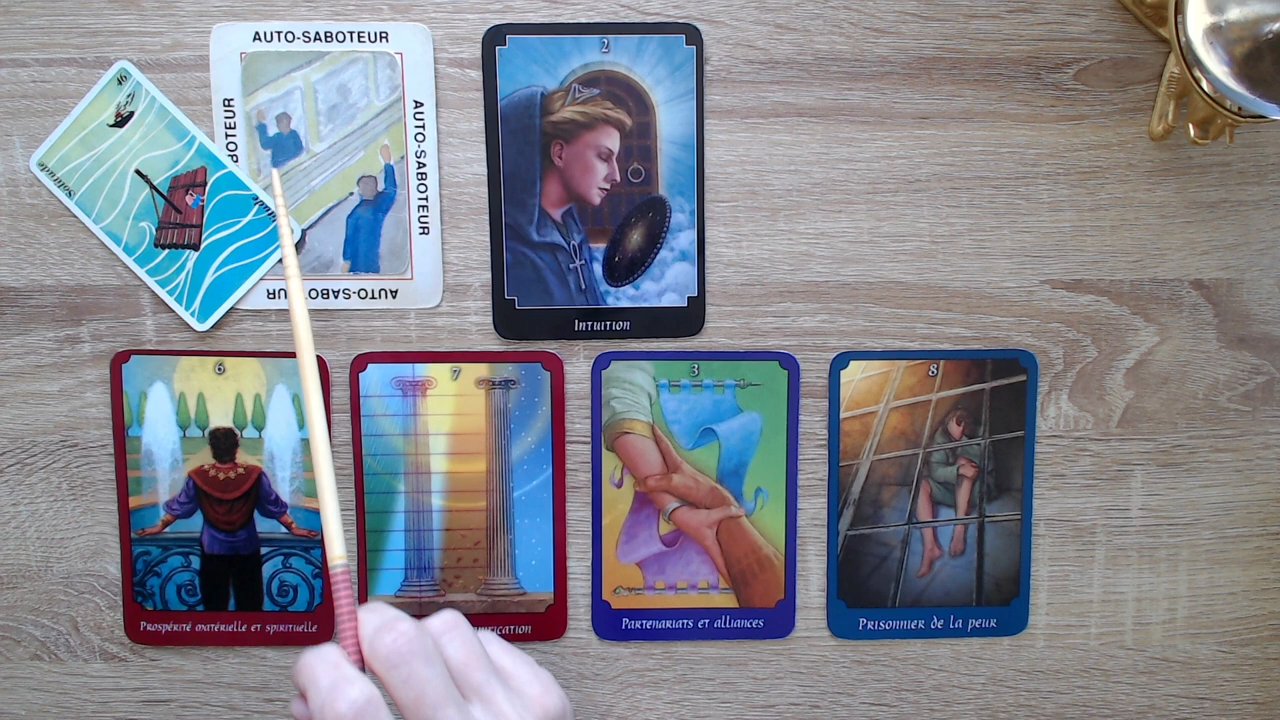 AUTO-SABOTEUR
AUTO-SABOTEUR
AUTO-SABOTEUR
46
Solitude
2
INTUITION
6
PROSPÉRITÉ MATÉRIELLE ET SPIRITUELLE
7
3
PARTENARIATS ET ALLIANCES
8
PRISONNIER DE LA PEUR